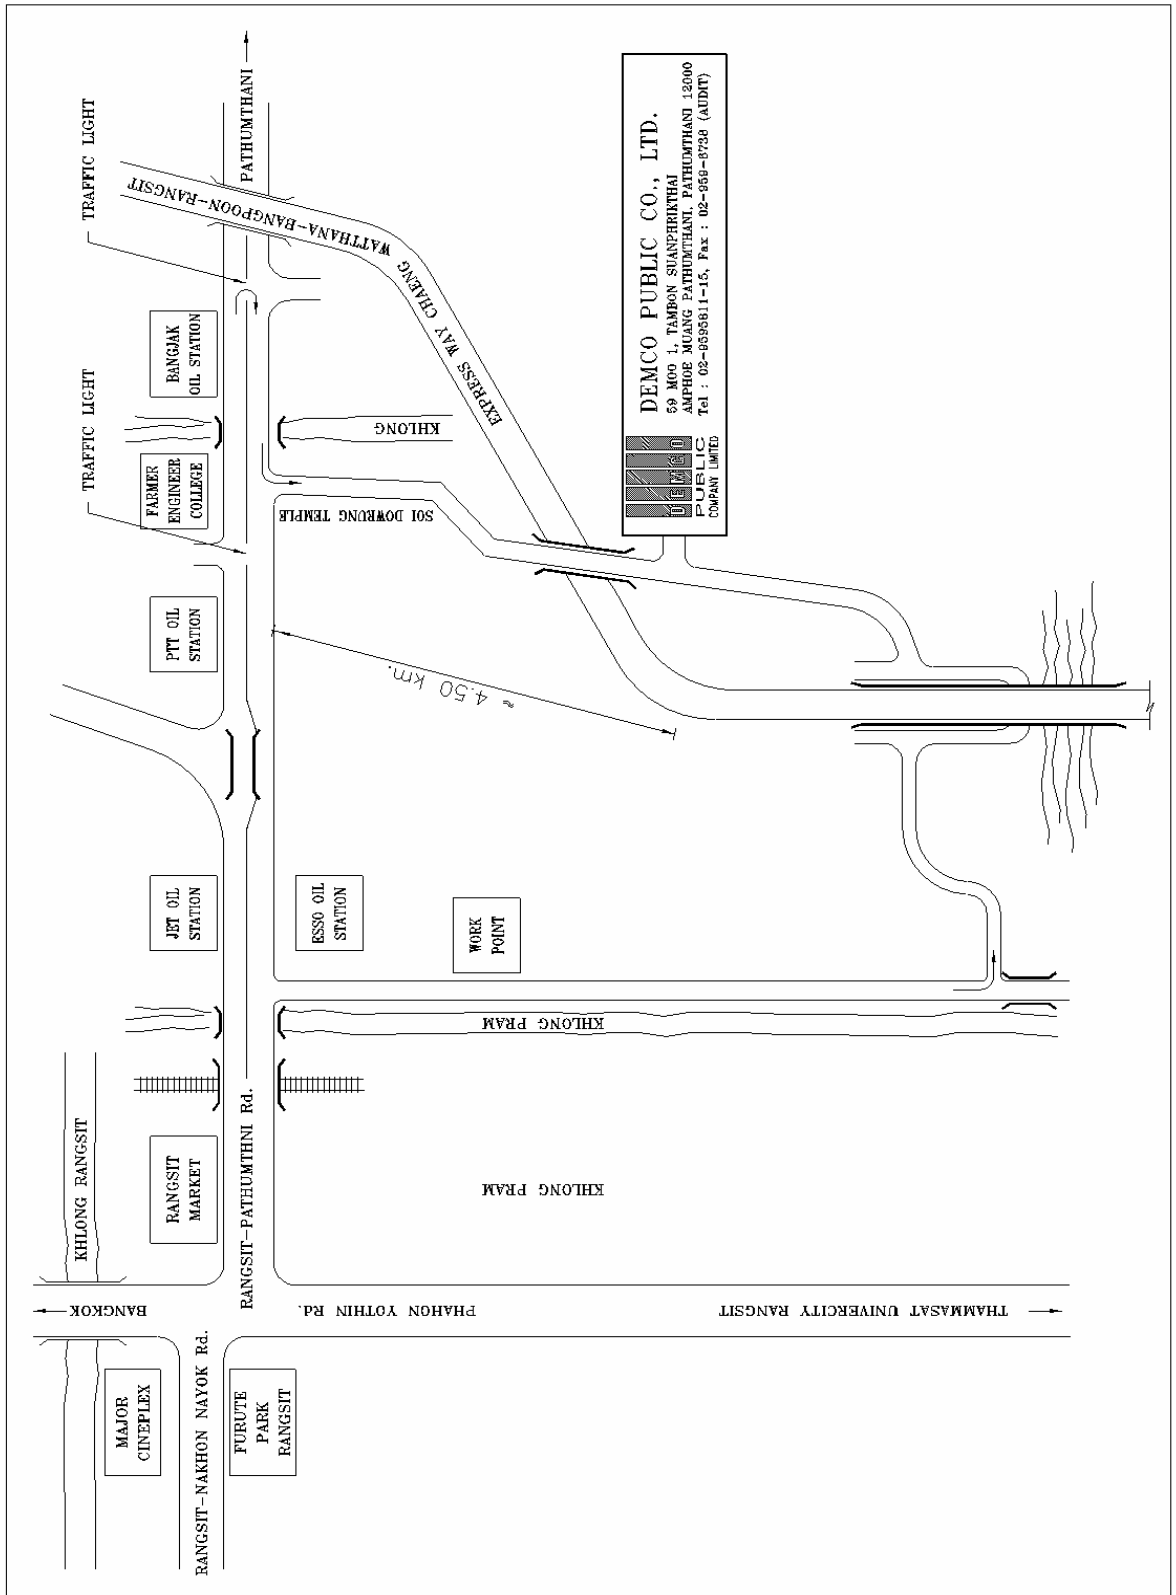 PATHUMTHANI
TRAFFIC LIGHT
EXPRESS WAY CHAENG WATTHANA-BANGPOON-RANGSIT
BANGJAK
OIL STATION
TRAFFIC LIGHT
KHLONG
FARMER
ENGINEER
COLLEGE
SOI DOWRUNG TEMPLE
DEMCO PUBLIC CO., LTD.
59 MOO 1, TAMBON SUANPHRIKTHAI
AMPHOE MUANG PATHUMTHANI, PATHUMTHANI 12000
Tel : 02-9595811-15, Fax : 02-959-6738 (AUDIT)
DEMCO
PUBLIC
COMPANY LIMITED
PTT OIL
STATION
≈ 4.50 km.
JET OIL
STATION
ESSO OIL
STATION
WORK
POINT
KHLONG PRAM
KHLONG RANGSIT
RANGSIT
MARKET
RANGSIT-PATHUMTHNI Rd.
KHLONG PRAM
BANGKOK
PHAHON YOTHIN Rd.
THAMMASAT UNIVERCITY RANGSIT
MAJOR
CINEPLEX
RANGSIT-NAKHON NAYOK Rd.
FURUTE
PARK
RANGSIT